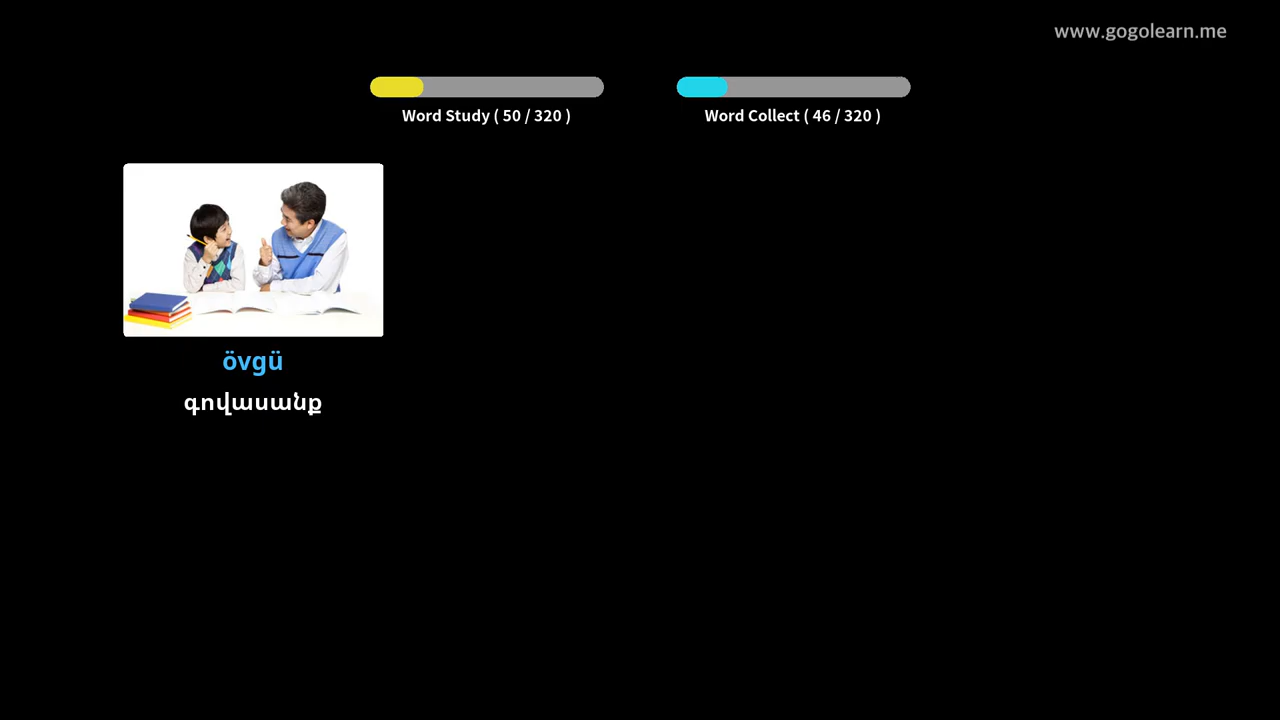 www.gogolearn.me
Word Study ( 50 / 320 )
Word Collect ( 46 / 320 )
övgü
գովասանք